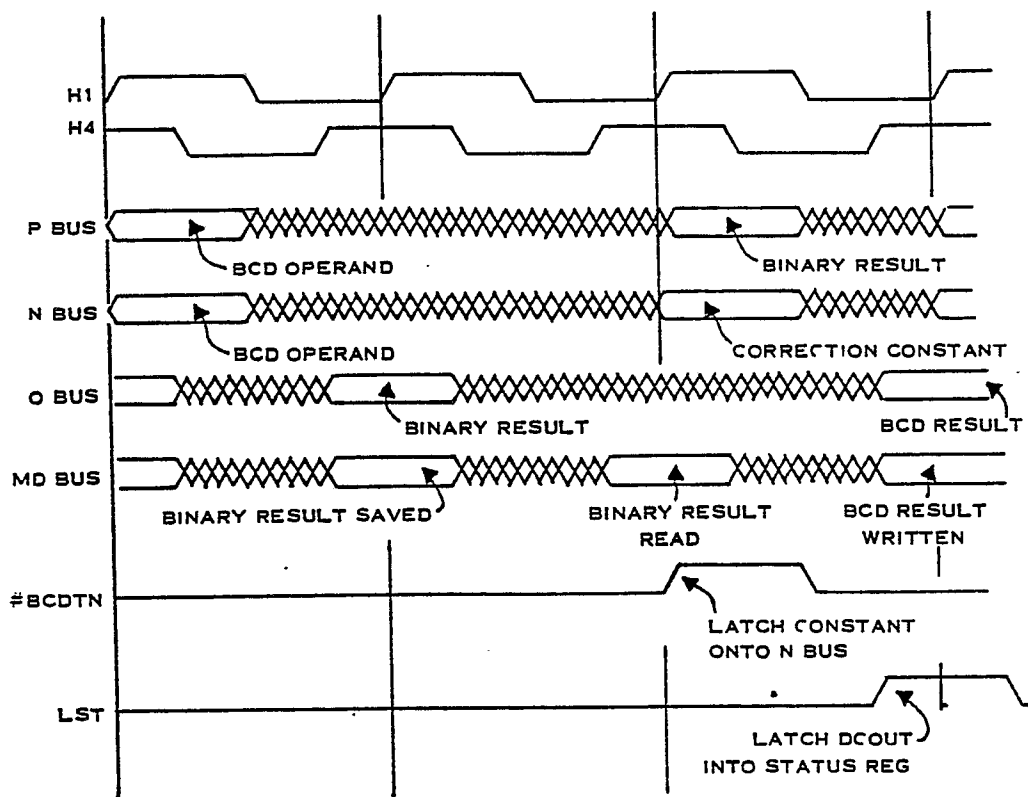 H1
H4
P BUS
BCD OPERAND
BINARY RESULT
N BUS
BCD OPERAND
CORRECTION CONSTANT
O BUS
BINARY RESULT
BCD RESULT
MD BUS
BINARY RESULT SAVED
BINARY RESULT
READ
BCD RESULT
WRITTEN
#BCDTN
LATCH CONSTANT
ONTO N BUS
LST
LATCH DCOUT
INTO STATUS REG